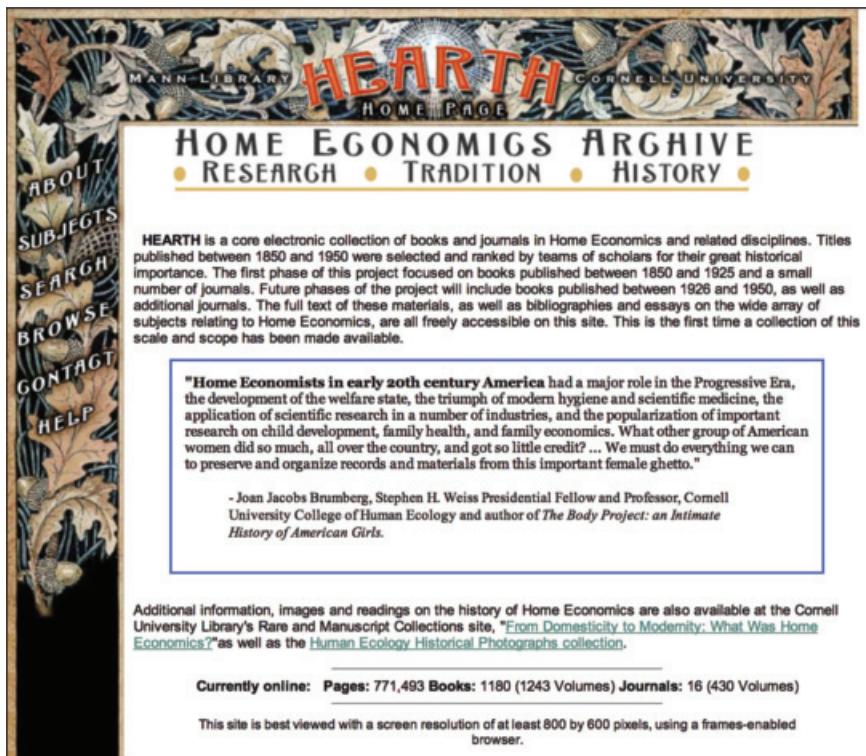 MANN LIBRARY HEARTH CORNELL UNIVERSITY
HOME PAGE
HOME ECONOMICS ARCHIVE
RESEARCH • TRADITION • HISTORY
ABOUT
SUBJECTS
SEARCH
BROWSE
CONTACT
HELP
HEARTH is a core electronic collection of books and journals in Home Economics and related disciplines. Titles
published between 1850 and 1950 were selected and ranked by teams of scholars for their great historical
importance. The first phase of this project focused on books published between 1850 and 1925 and a small
number of journals. Future phases of the project will include books published between 1926 and 1950, as well as
additional journals. The full text of these materials, as well as bibliographies and essays on the wide array of
subjects relating to Home Economics, are all freely accessible on this site. This is the first time a collection of this
scale and scope has been made available.
"Home Economists in early 20th century America had a major role in the Progressive Era,
the development of the welfare state, the triumph of modern hygiene and scientific medicine, the
application of scientific research in a number of industries, and the popularization of important
research on child development, family health, and family economics. What other group of American
women did so much, all over the country, and got so little credit? ... We must do everything we can
to preserve and organize records and materials from this important female ghetto."
- Joan Jacobs Brumberg, Stephen H. Weiss Presidential Fellow and Professor, Cornell
University College of Human Ecology and author of The Body Project: an Intimate
History of American Girls.
Additional information, images and readings on the history of Home Economics are also available at the Cornell
University Library's Rare and Manuscript Collections site, "From Domesticity to Modernity: What Was Home
Economics?"as well as the Human Ecology Historical Photographs collection.
Currently online: Pages: 771,493 Books: 1180 (1243 Volumes) Journals: 16 (430 Volumes)
This site is best viewed with a screen resolution of at least 800 by 600 pixels, using a frames-enabled
browser.